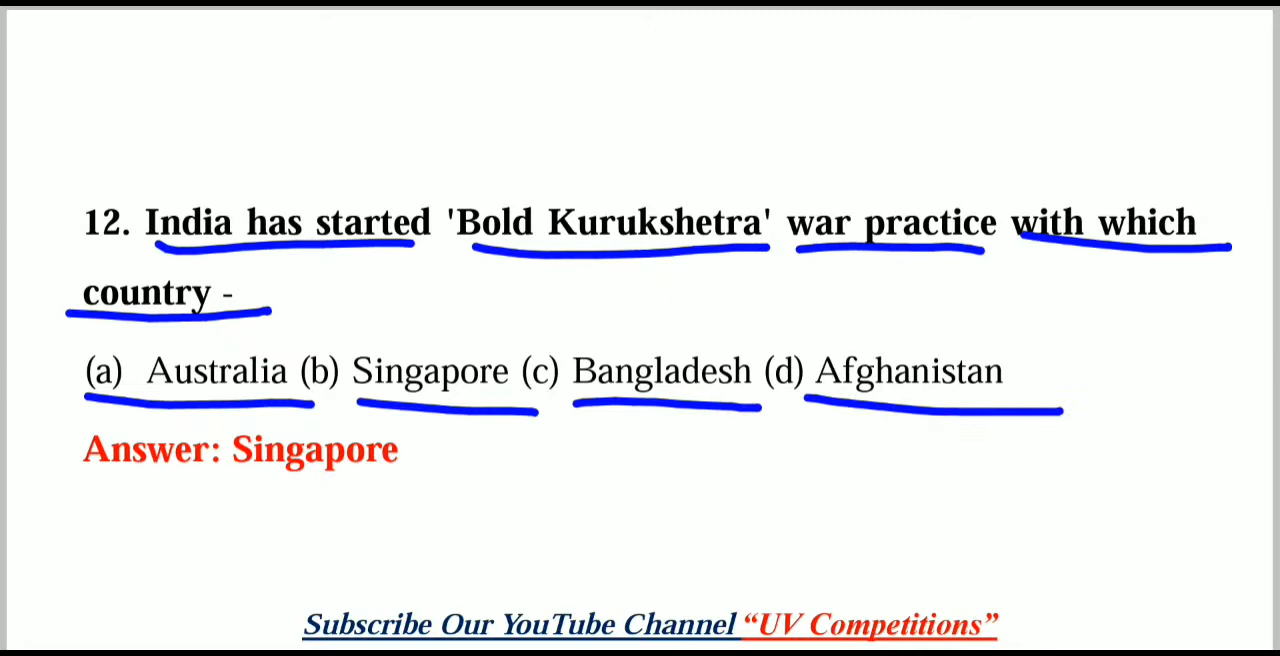 12. India has started 'Bold Kurukshetra' war practice with which
country -
(a) Australia (b) Singapore (c) Bangladesh (d) Afghanistan
Answer: Singapore
Subscribe Our YouTube Channel “UV Competitions”